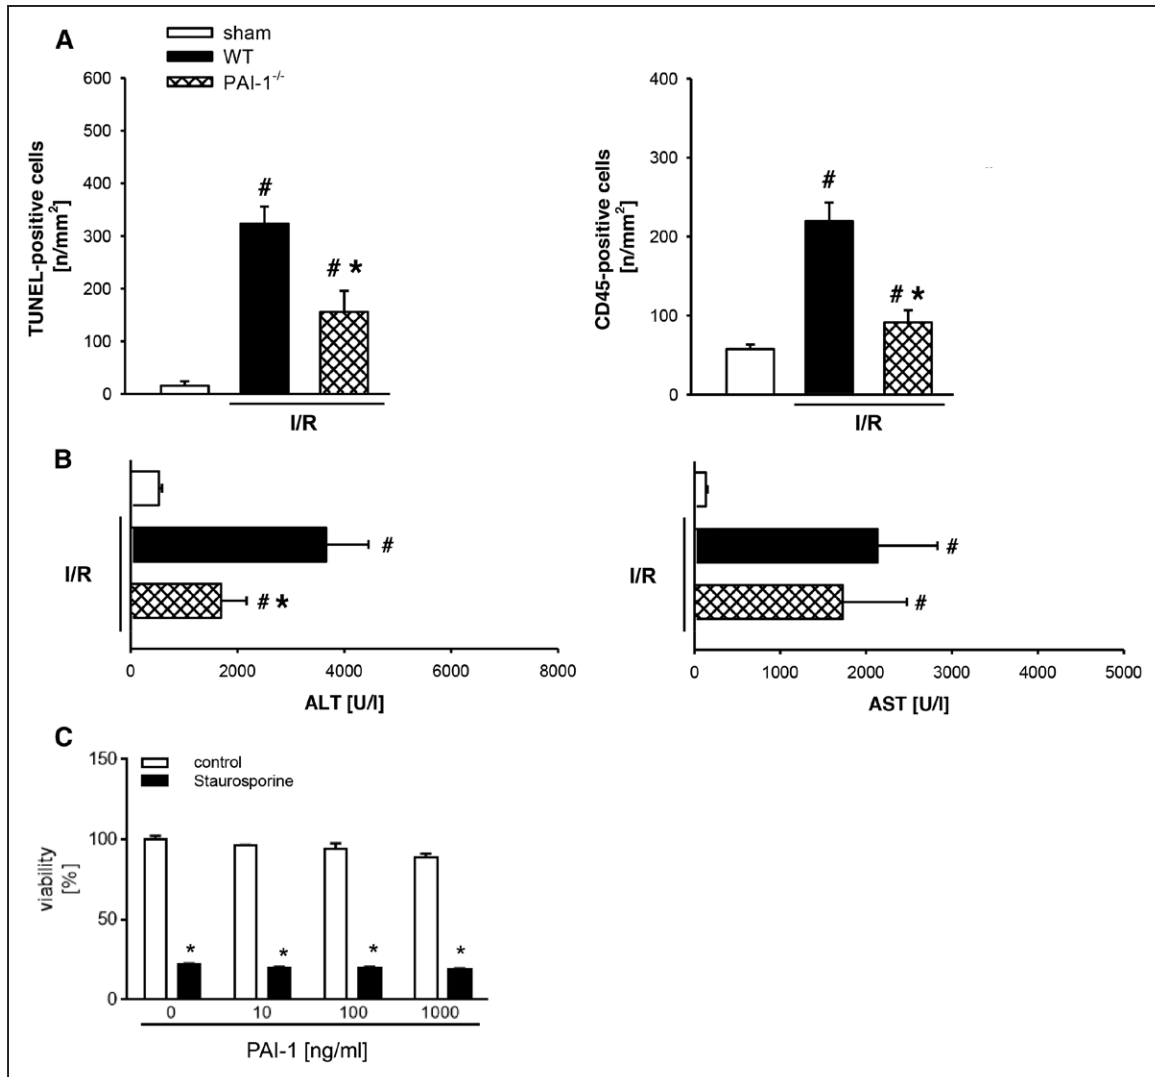 A
sham
WT
PAI-1-/-
600
500
400
300
200
100
0
TUNEL-positive cells
[n/mm2]
#
# *
I/R
400
300
200
100
0
CD45-positive cells
[n/mm2]
#
# *
I/R
B
I/R
#
# *
0 2000 4000 6000 8000
ALT [U/l]
I/R
#
#
0 1000 2000 3000 4000 5000
AST [U/l]
C
control
Staurosporine
150
100
50
0
viability
[%]
* * * *
0 10 100 1000
PAI-1 [ng/ml]